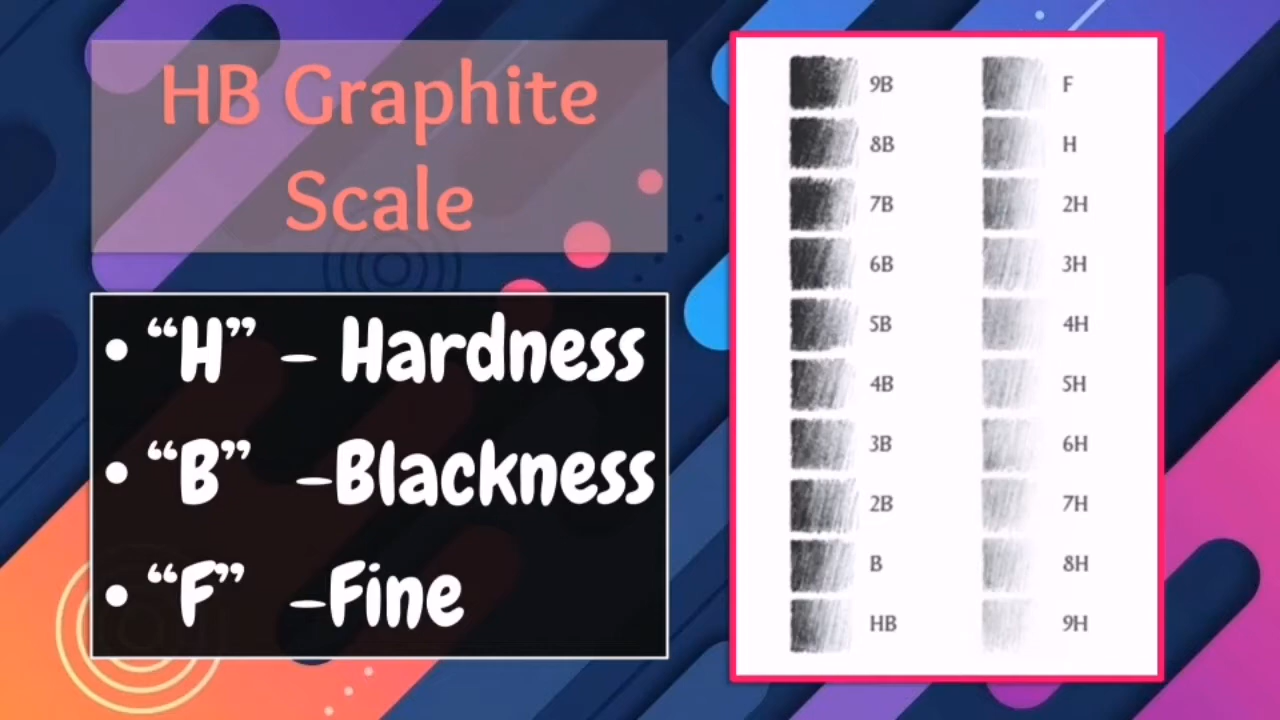 HB Graphite
Scale
• “H” – Hardness
• “B” –Blackness
• “F” –Fine
9B
8B
7B
6B
5B
4B
3B
2B
B
HB
F
H
2H
3H
4H
5H
6H
7H
8H
9H